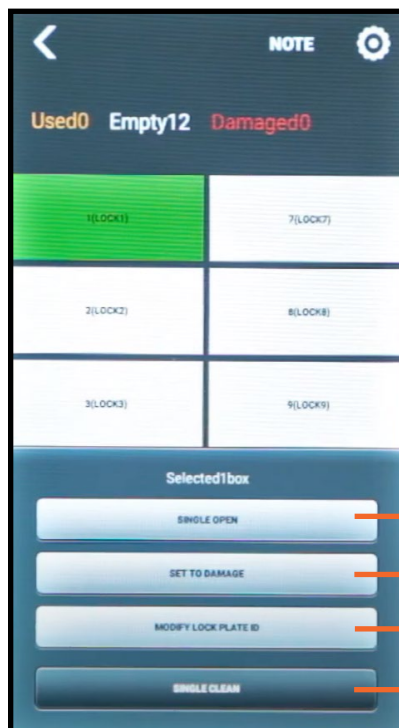 NOTE
Used0 Empty12 Damaged0
1(LOCK1) 7(LOCK7)
2(LOCK2) 8(LOCK8)
3(LOCK3) 9(LOCK9)
Selected1box
SINGLE OPEN
SET TO DAMAGE
MODIFY LOCK PLATE ID
SINGLE CLEAN